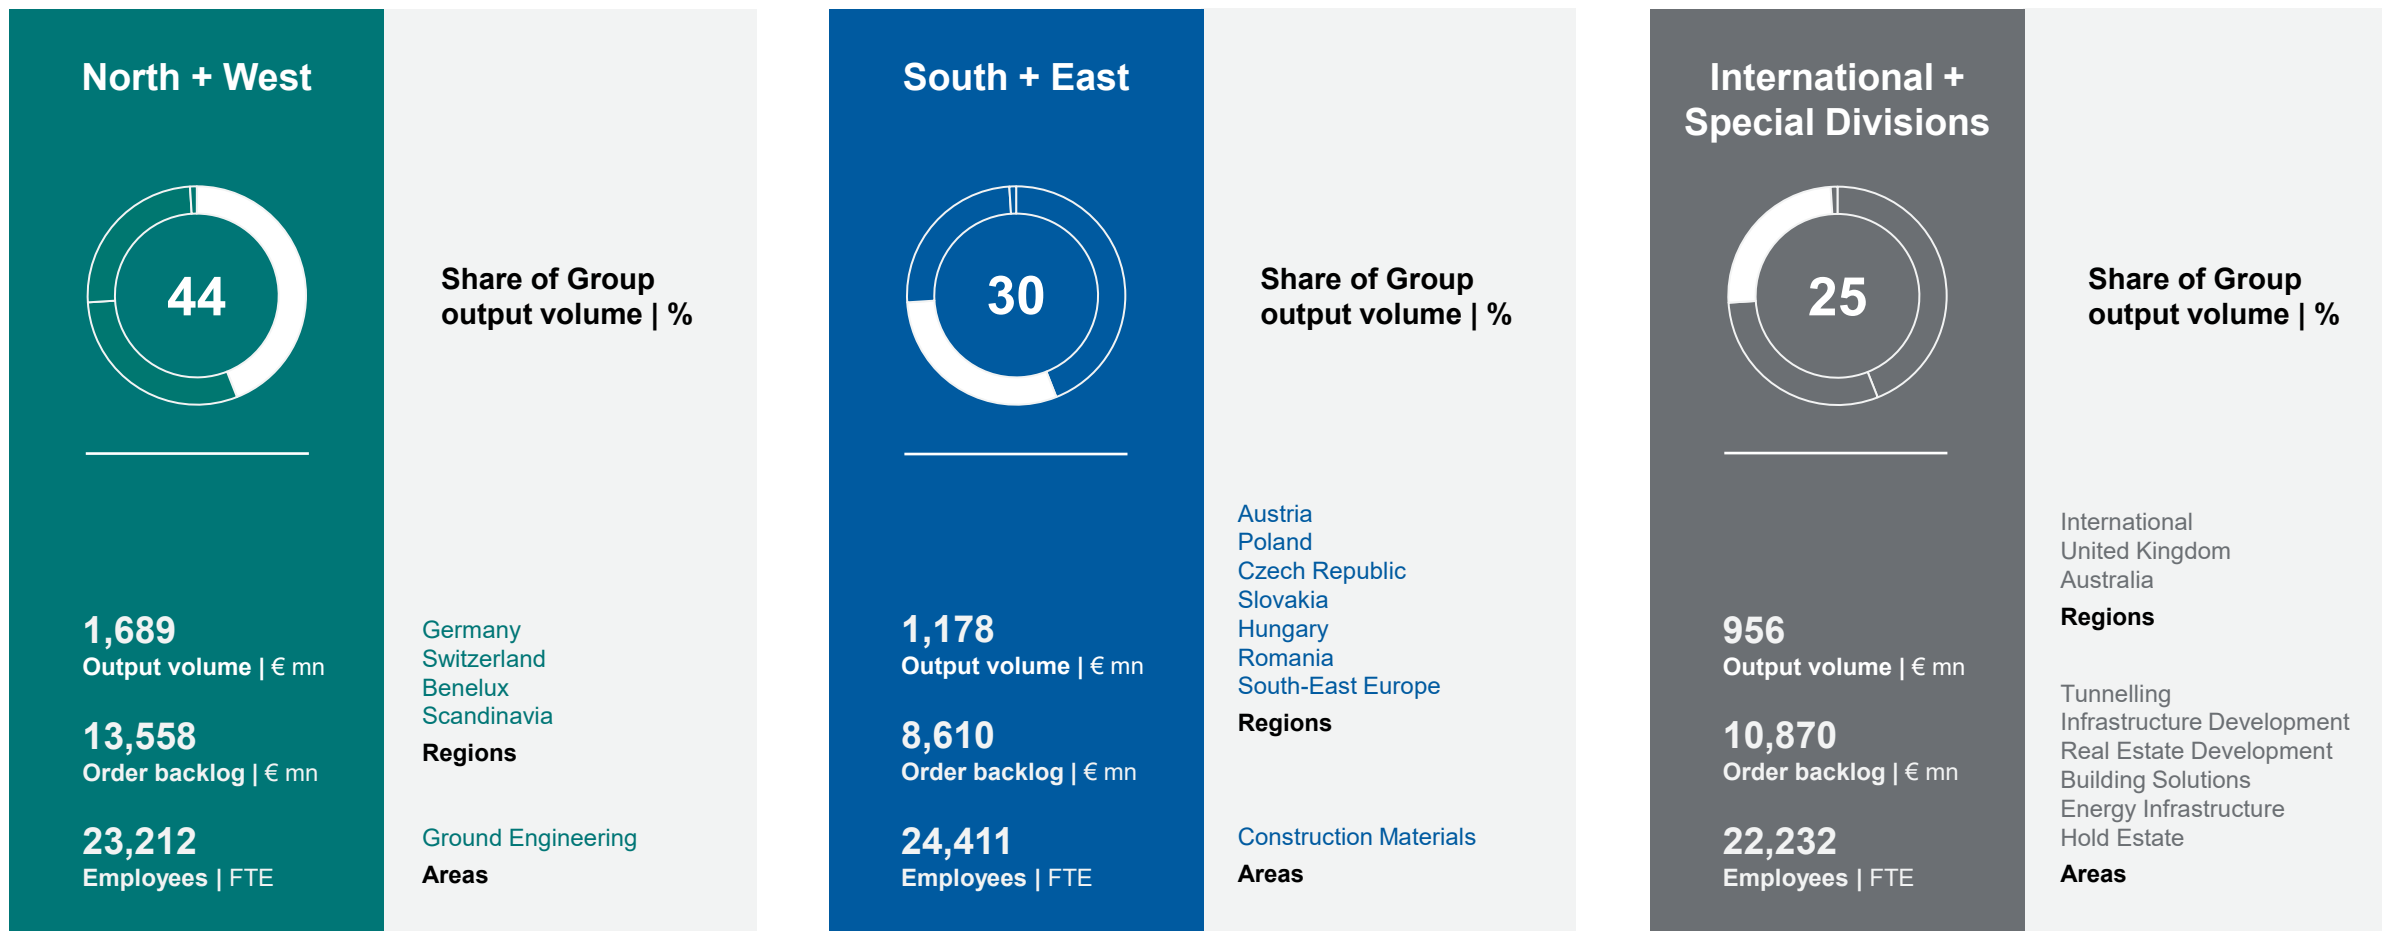 North + West
44
Share of Group
output volume | %
1,689
Output volume | € mn
13,558
Order backlog | € mn
23,212
Employees | FTE
Germany
Switzerland
Benelux
Scandinavia
Regions
Ground Engineering
Areas
South + East
30
Share of Group
output volume | %
1,178
Output volume | € mn
8,610
Order backlog | € mn
24,411
Employees | FTE
Austria
Poland
Czech Republic
Slovakia
Hungary
Romania
South-East Europe
Regions
Construction Materials
Areas
International +
Special Divisions
25
Share of Group
output volume | %
956
Output volume | € mn
10,870
Order backlog | € mn
22,232
Employees | FTE
International
United Kingdom
Australia
Regions
Tunnelling
Infrastructure Development
Real Estate Development
Building Solutions
Energy Infrastructure
Hold Estate
Areas